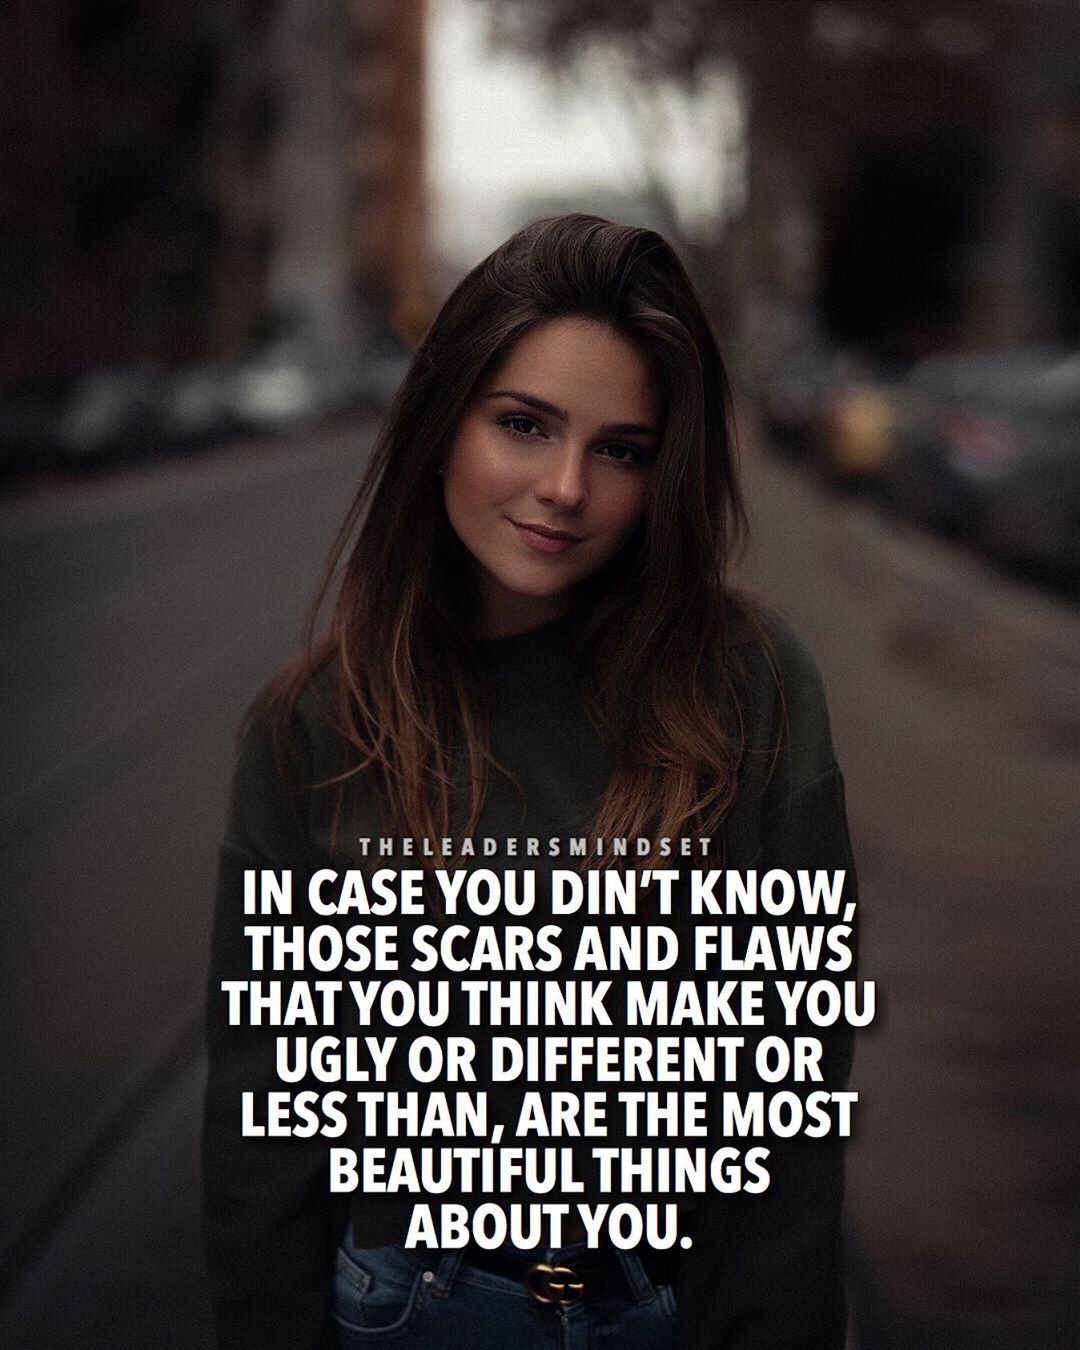 THELEADERSMINDSET
IN CASE YOU DIN'T KNOW,
THOSE SCARS AND FLAWS
THAT YOU THINK MAKE YOU
UGLY OR DIFFERENT OR
LESS THAN, ARE THE MOST
BEAUTIFUL THINGS
ABOUT YOU.